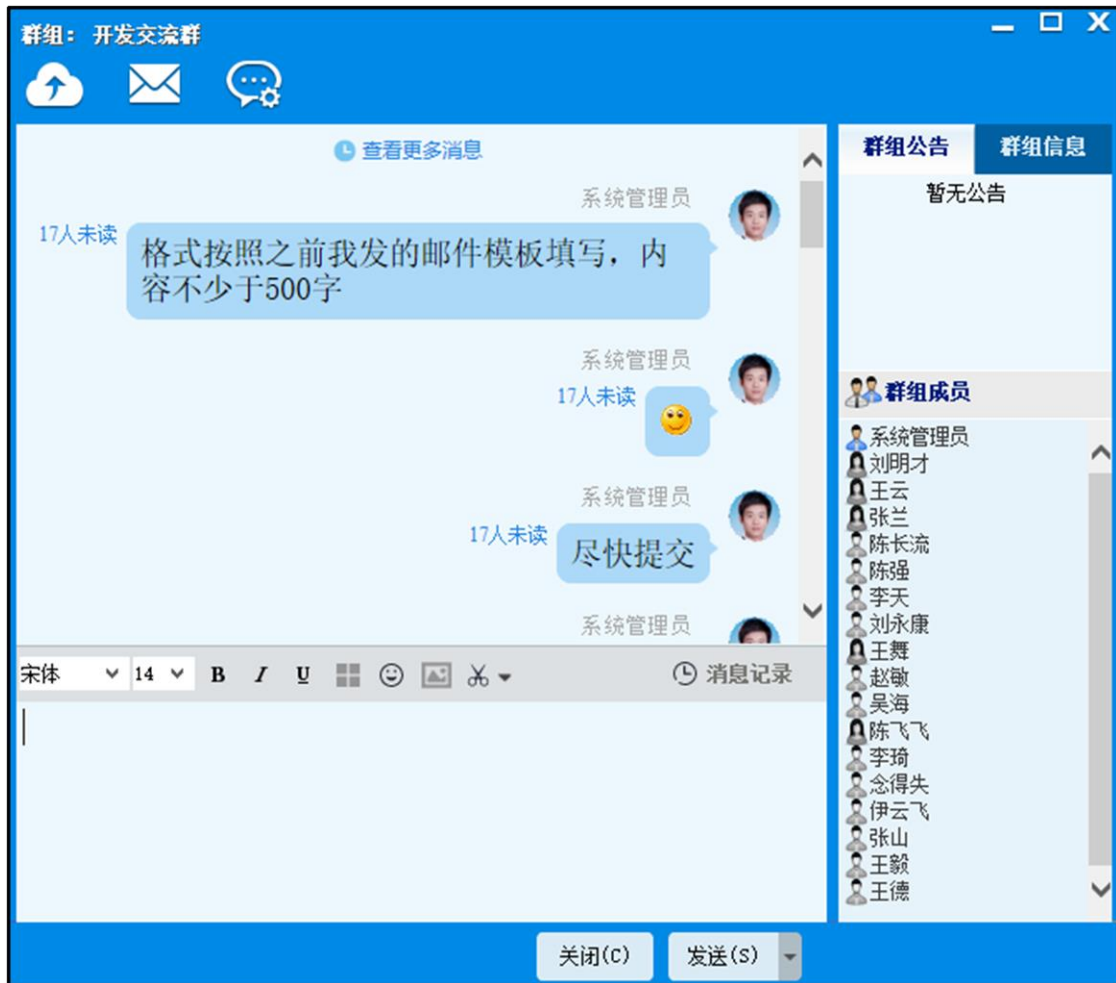 群组： 开发交流群
查看更多消息
系统管理员
17人未读
格式按照之前我发的邮件模板填写，内
容不少于500字
系统管理员
17人未读
系统管理员
17人未读
尽快提交
系统管理员
宋体
14
B
I
U
消息记录
关闭(C)
发送(S)
群组公告
群组信息
暂无公告
群组成员
系统管理员
刘明才
王云
张兰
陈长流
陈强
李天
刘永康
王舞
赵敏
吴海
陈飞飞
李琦
念得失
伊云飞
张山
王毅
王德